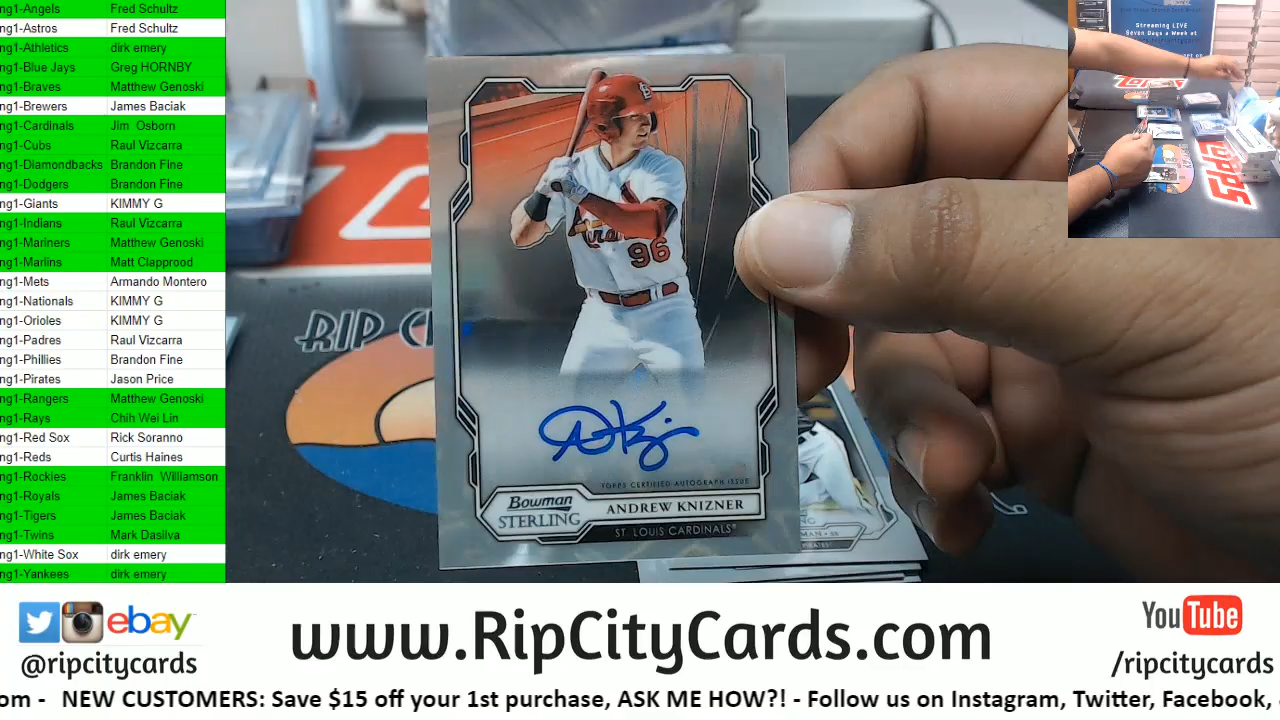 ng1-Angels Fred Schultz
ng1-Astros Fred Schultz
ng1-Athletics dirk emery
ng1-Blue Jays Greg HORNBY
ng1-Braves Matthew Genoski
ng1-Brewers James Baciak
ng1-Cardinals Jim Osborn
ng1-Cubs Raul Vizcarra
ng1-Diamondbacks Brandon Fine
ng1-Dodgers Brandon Fine
ng1-Giants KIMMY G
ng1-Indians Raul Vizcarra
ng1-Mariners Matthew Genoski
ng1-Marlins Matt Clapprood
ng1-Mets Armando Montero
ng1-Nationals KIMMY G
ng1-Orioles KIMMY G
ng1-Padres Raul Vizcarra
ng1-Phillies Brandon Fine
ng1-Pirates Jason Price
ng1-Rangers Matthew Genoski
ng1-Rays Chih Wei Lin
ng1-Red Sox Rick Soranno
ng1-Reds Curtis Haines
ng1-Rockies Franklin Williamson
ng1-Royals James Baciak
ng1-Tigers James Baciak
ng1-Twins Mark Dasilva
ng1-White Sox dirk emery
ng1-Yankees dirk emery
RIP C
96
TOPPS CERTIFIED AUTOGRAPH ISSUE
Bowman
STERLING
ANDREW KNIZNER
ST. LOUIS CARDINALS®
PIRATES
Streaming LIVE
Seven Days a Week at
TOPPS
ebay
@ripcitycards
www.RipCityCards.com
YouTube
/ripcitycards
om - NEW CUSTOMERS: Save $15 off your 1st purchase, ASK ME HOW?! - Follow us on Instagram, Twitter, Facebook,